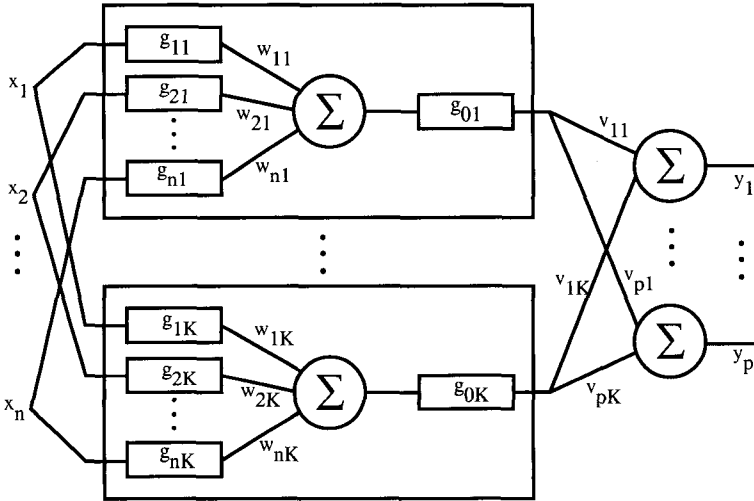 x1
x2
⋮
xn
g11
g21
⋮
gn1
w11
w21
wn1
Σ
g01
⋮
g1K
g2K
⋮
gnK
w1K
w2K
wnK
Σ
g0K
v11
v1K
vp1
vpK
Σ
y1
⋮
⋮
Σ
yp